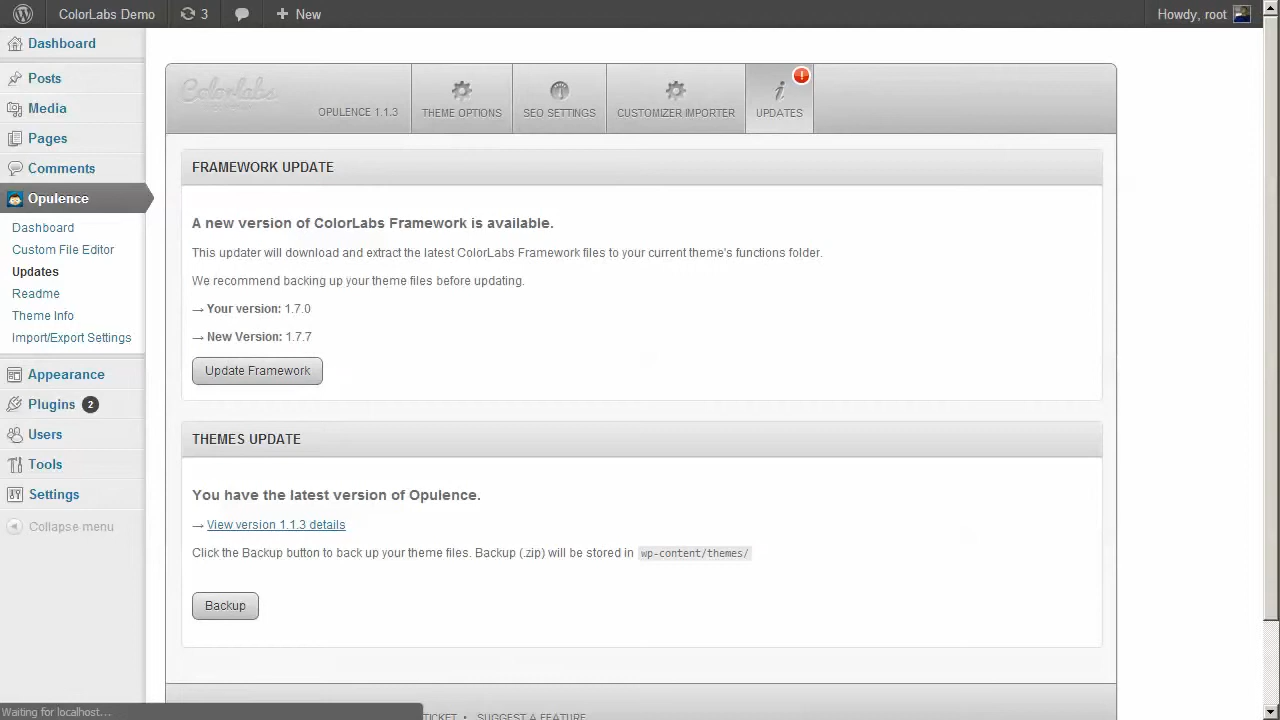 ColorLabs Demo
3
New
Howdy, root
Dashboard
Posts
Media
Pages
Comments
Opulence
Dashboard
Custom File Editor
Updates
Readme
Theme Info
Import/Export Settings
Appearance
Plugins 2
Users
Tools
Settings
Collapse menu
Colorlabs
OPULENCE 1.1.3
THEME OPTIONS
SEO SETTINGS
CUSTOMIZER IMPORTER
UPDATES
!
FRAMEWORK UPDATE
A new version of ColorLabs Framework is available.
This updater will download and extract the latest ColorLabs Framework files to your current theme's functions folder.
We recommend backing up your theme files before updating.
→ Your version: 1.7.0
→ New Version: 1.7.7
Update Framework
THEMES UPDATE
You have the latest version of Opulence.
→ View version 1.1.3 details
Click the Backup button to back up your theme files. Backup (.zip) will be stored in wp-content/themes/
Backup
TICKET • SUGGEST A FEATURE
Waiting for localhost...